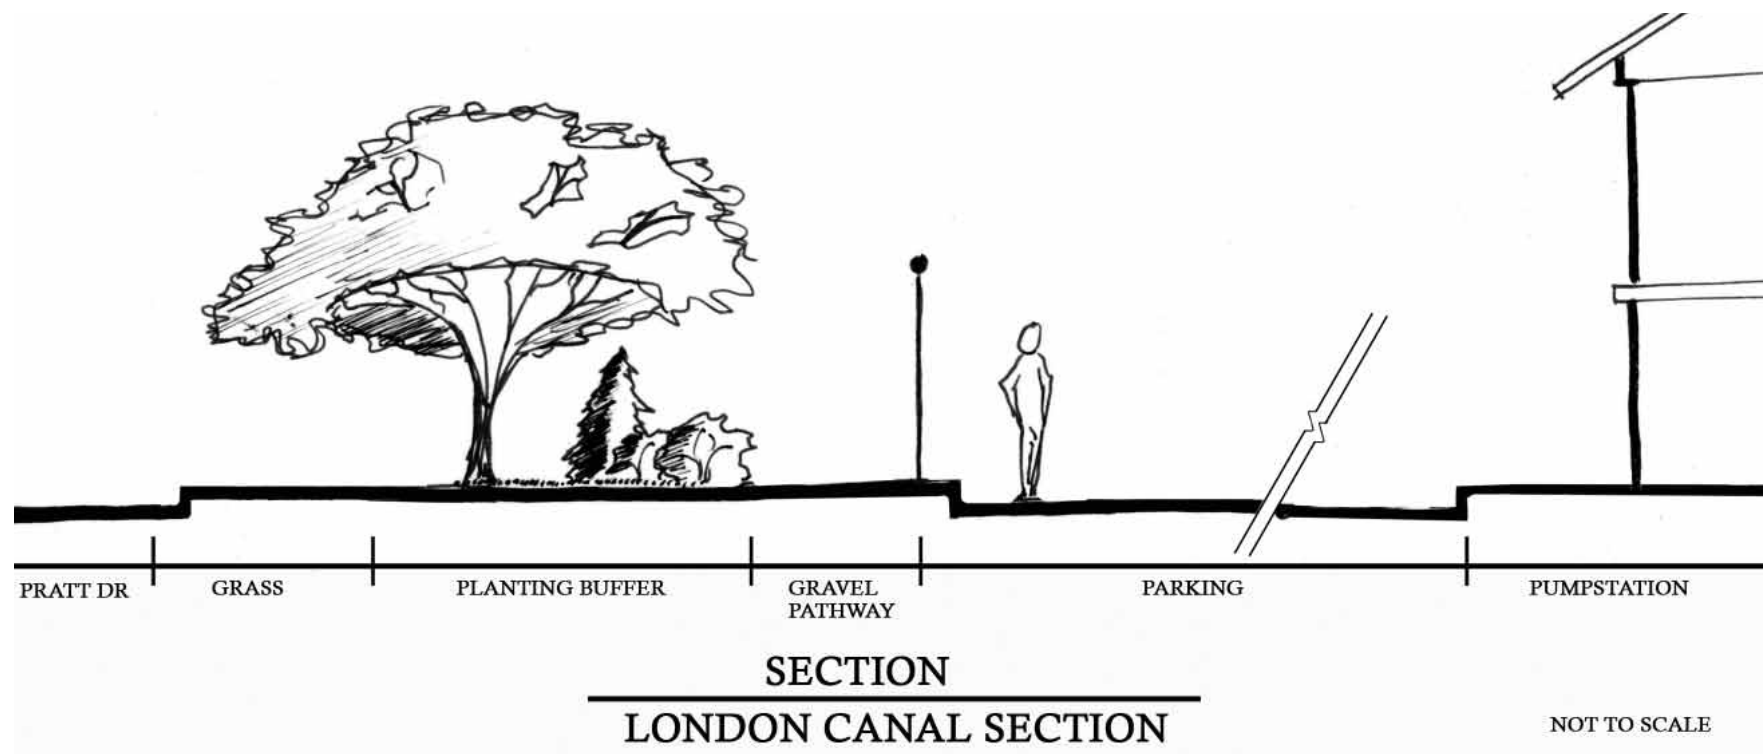 PRATT DR
GRASS
PLANTING BUFFER
GRAVEL
PATHWAY
PARKING
PUMPSTATION
SECTION
LONDON CANAL SECTION
NOT TO SCALE